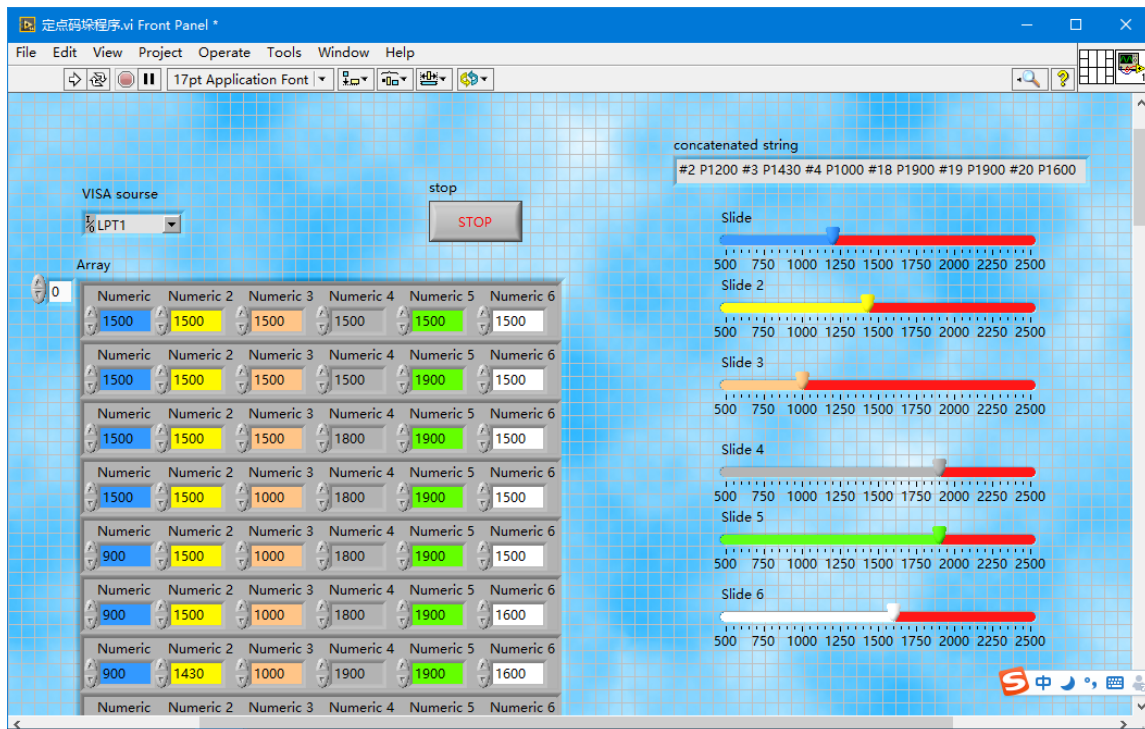 定点码垛程序.vi Front Panel *
File Edit View Project Operate Tools Window Help
17pt Application Font
1
concatenated string
#2 P1200 #3 P1430 #4 P1000 #18 P1900 #19 P1900 #20 P1600
VISA sourse
LPT1
stop
STOP
Array
0
Numeric Numeric 2 Numeric 3 Numeric 4 Numeric 5 Numeric 6
1500 1500 1500 1500 1500 1500
Numeric Numeric 2 Numeric 3 Numeric 4 Numeric 5 Numeric 6
1500 1500 1500 1500 1900 1500
Numeric Numeric 2 Numeric 3 Numeric 4 Numeric 5 Numeric 6
1500 1500 1500 1800 1900 1500
Numeric Numeric 2 Numeric 3 Numeric 4 Numeric 5 Numeric 6
1500 1500 1000 1800 1900 1500
Numeric Numeric 2 Numeric 3 Numeric 4 Numeric 5 Numeric 6
900 1500 1000 1800 1900 1500
Numeric Numeric 2 Numeric 3 Numeric 4 Numeric 5 Numeric 6
900 1500 1000 1800 1900 1600
Numeric Numeric 2 Numeric 3 Numeric 4 Numeric 5 Numeric 6
900 1430 1000 1900 1900 1600
Numeric Numeric 2 Numeric 3 Numeric 4 Numeric 5 Numeric 6
Slide
500 750 1000 1250 1500 1750 2000 2250 2500
Slide 2
500 750 1000 1250 1500 1750 2000 2250 2500
Slide 3
500 750 1000 1250 1500 1750 2000 2250 2500
Slide 4
500 750 1000 1250 1500 1750 2000 2250 2500
Slide 5
500 750 1000 1250 1500 1750 2000 2250 2500
Slide 6
500 750 1000 1250 1500 1750 2000 2250 2500
S 中